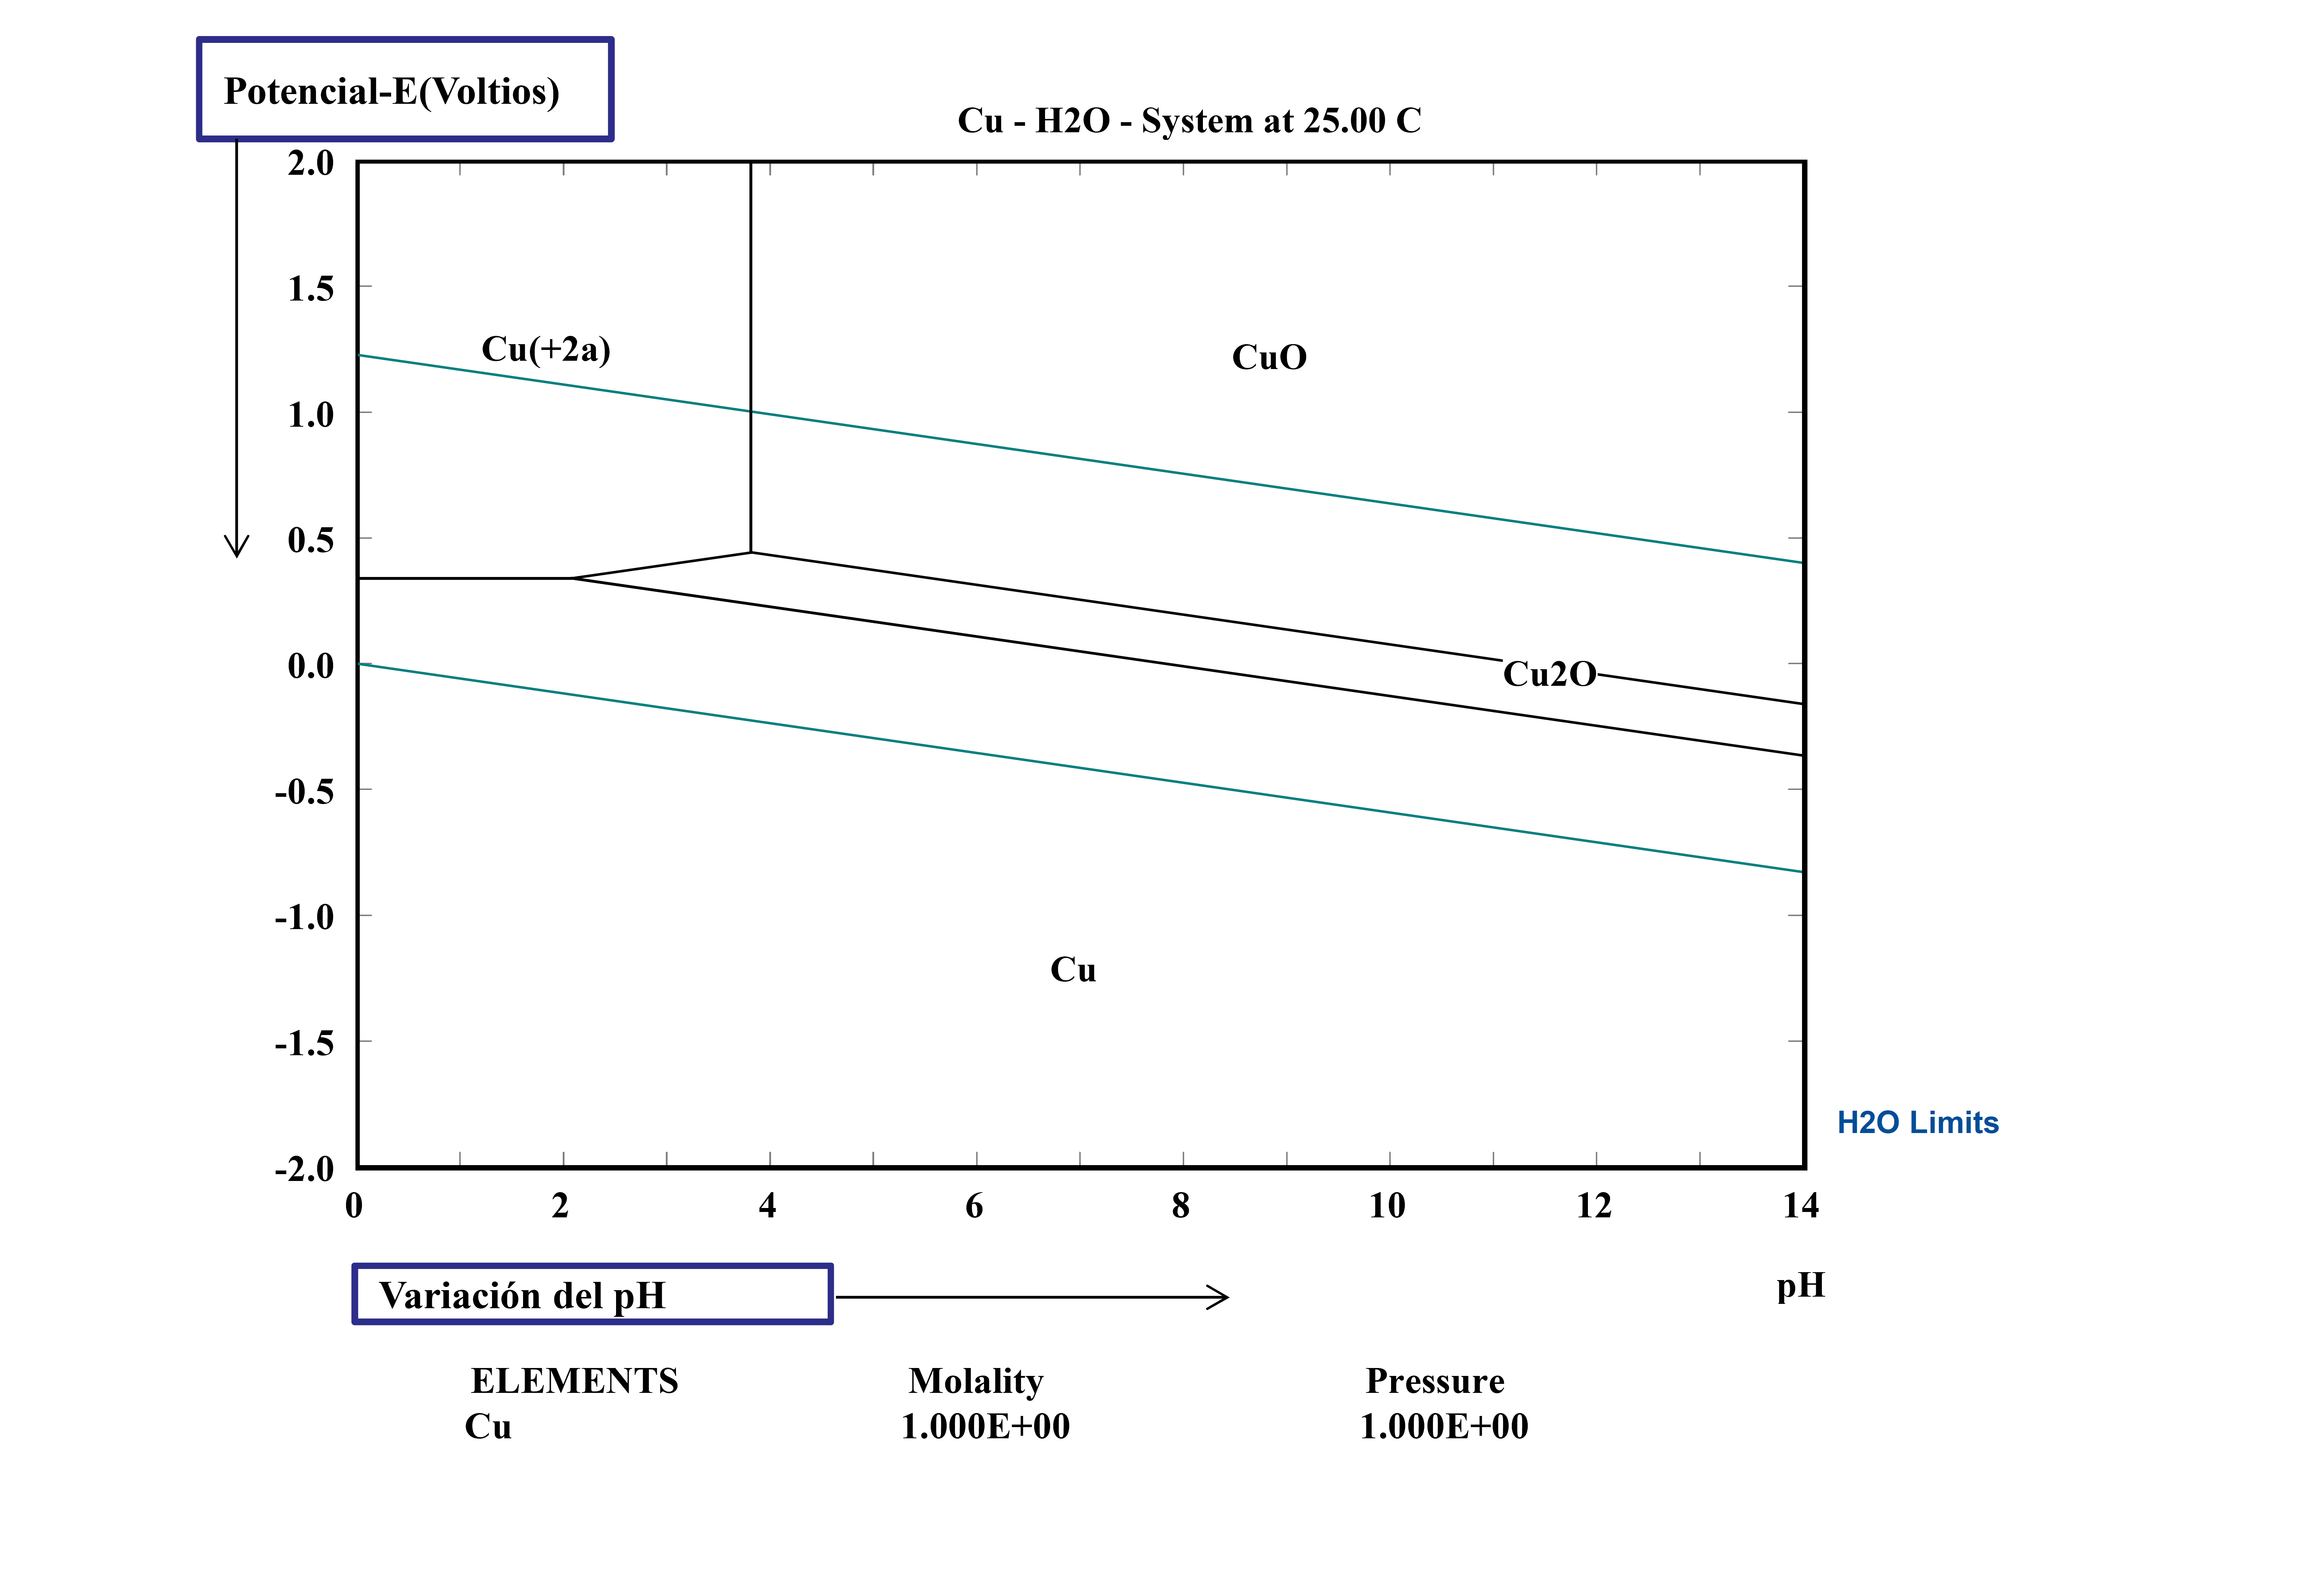 Potencial-E(Voltios)
Cu - H2O - System at 25.00 C
2.0
1.5
Cu(+2a)
CuO
1.0
0.5
0.0
Cu2O
-0.5
-1.0
Cu
-1.5
H2O Limits
-2.0
0 2 4 6 8 10 12 14
Variación del pH
pH
ELEMENTS Molality Pressure
Cu 1.000E+00 1.000E+00